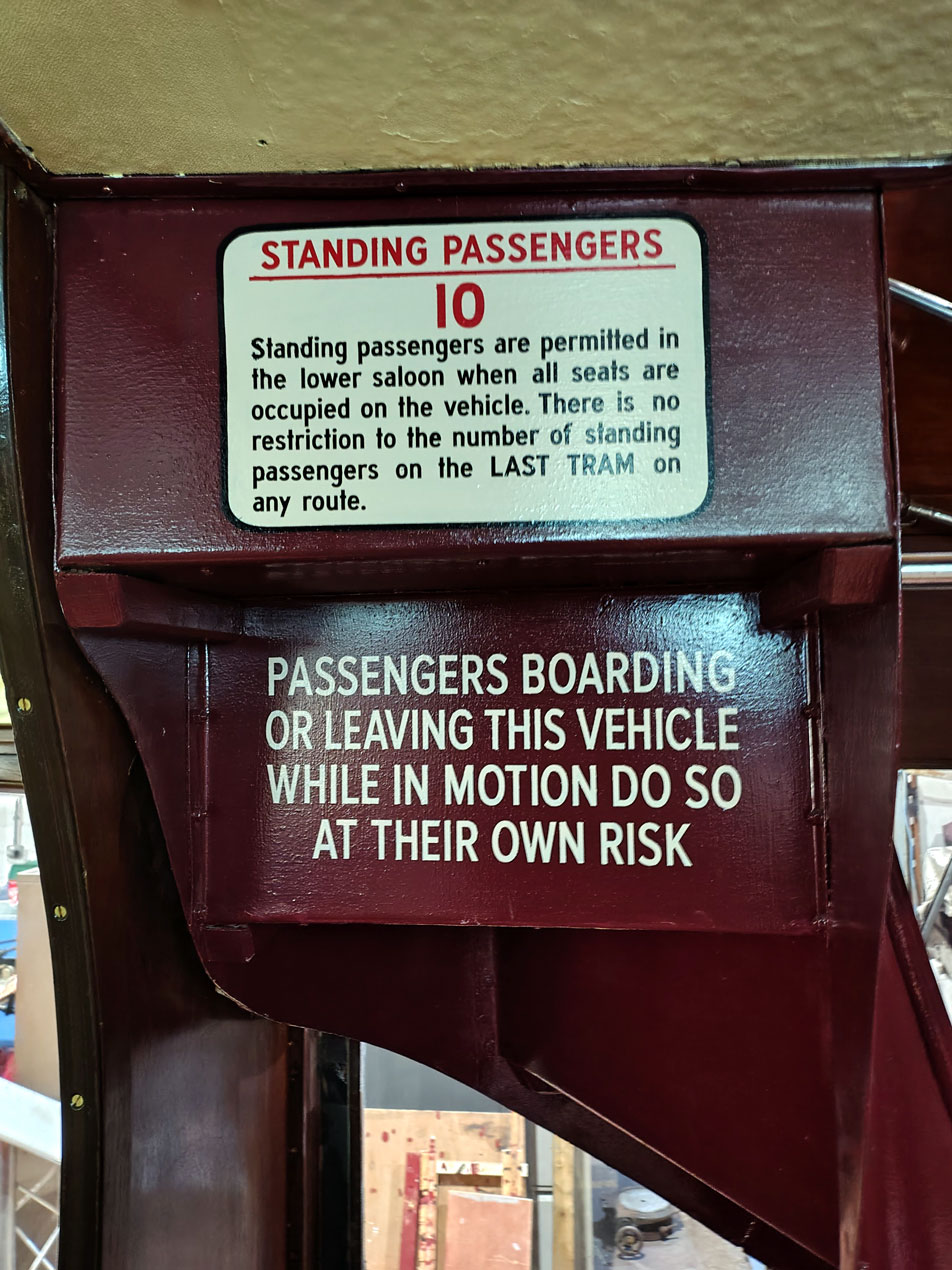 STANDING PASSENGERS
10
Standing passengers are permitted in
the lower saloon when all seats are
occupied on the vehicle. There is no
restriction to the number of standing
passengers on the LAST TRAM on
any route.
PASSENGERS BOARDING
OR LEAVING THIS VEHICLE
WHILE IN MOTION DO SO
AT THEIR OWN RISK